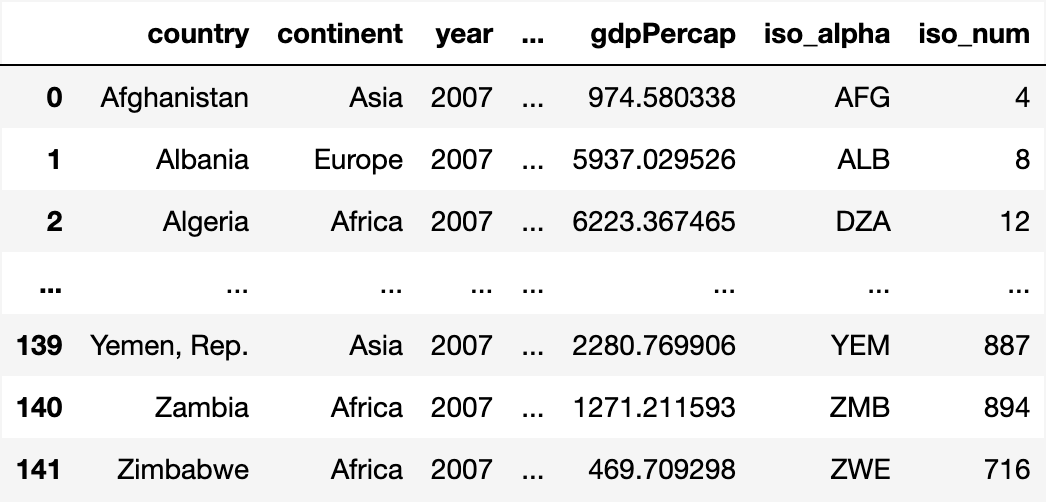 country continent year ... gdpPercap iso_alpha iso_num
0 Afghanistan Asia 2007 ... 974.580338 AFG 4
1 Albania Europe 2007 ... 5937.029526 ALB 8
2 Algeria Africa 2007 ... 6223.367465 DZA 12
... ... ... ... ... ... ... ...
139 Yemen, Rep. Asia 2007 ... 2280.769906 YEM 887
140 Zambia Africa 2007 ... 1271.211593 ZMB 894
141 Zimbabwe Africa 2007 ... 469.709298 ZWE 716